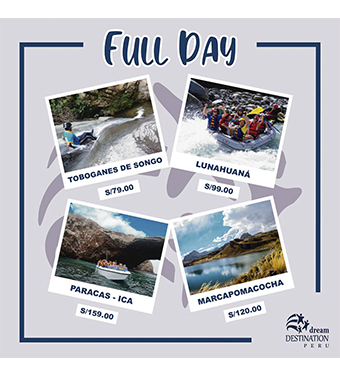 FULL DAY
TOBOGANES DE SONGO
S/79.00
LUNAHUANÁ
S/99.00
PARACAS - ICA
S/159.00
MARCAPOMACOCHA
S/120.00
dream
DESTINATION
PERU